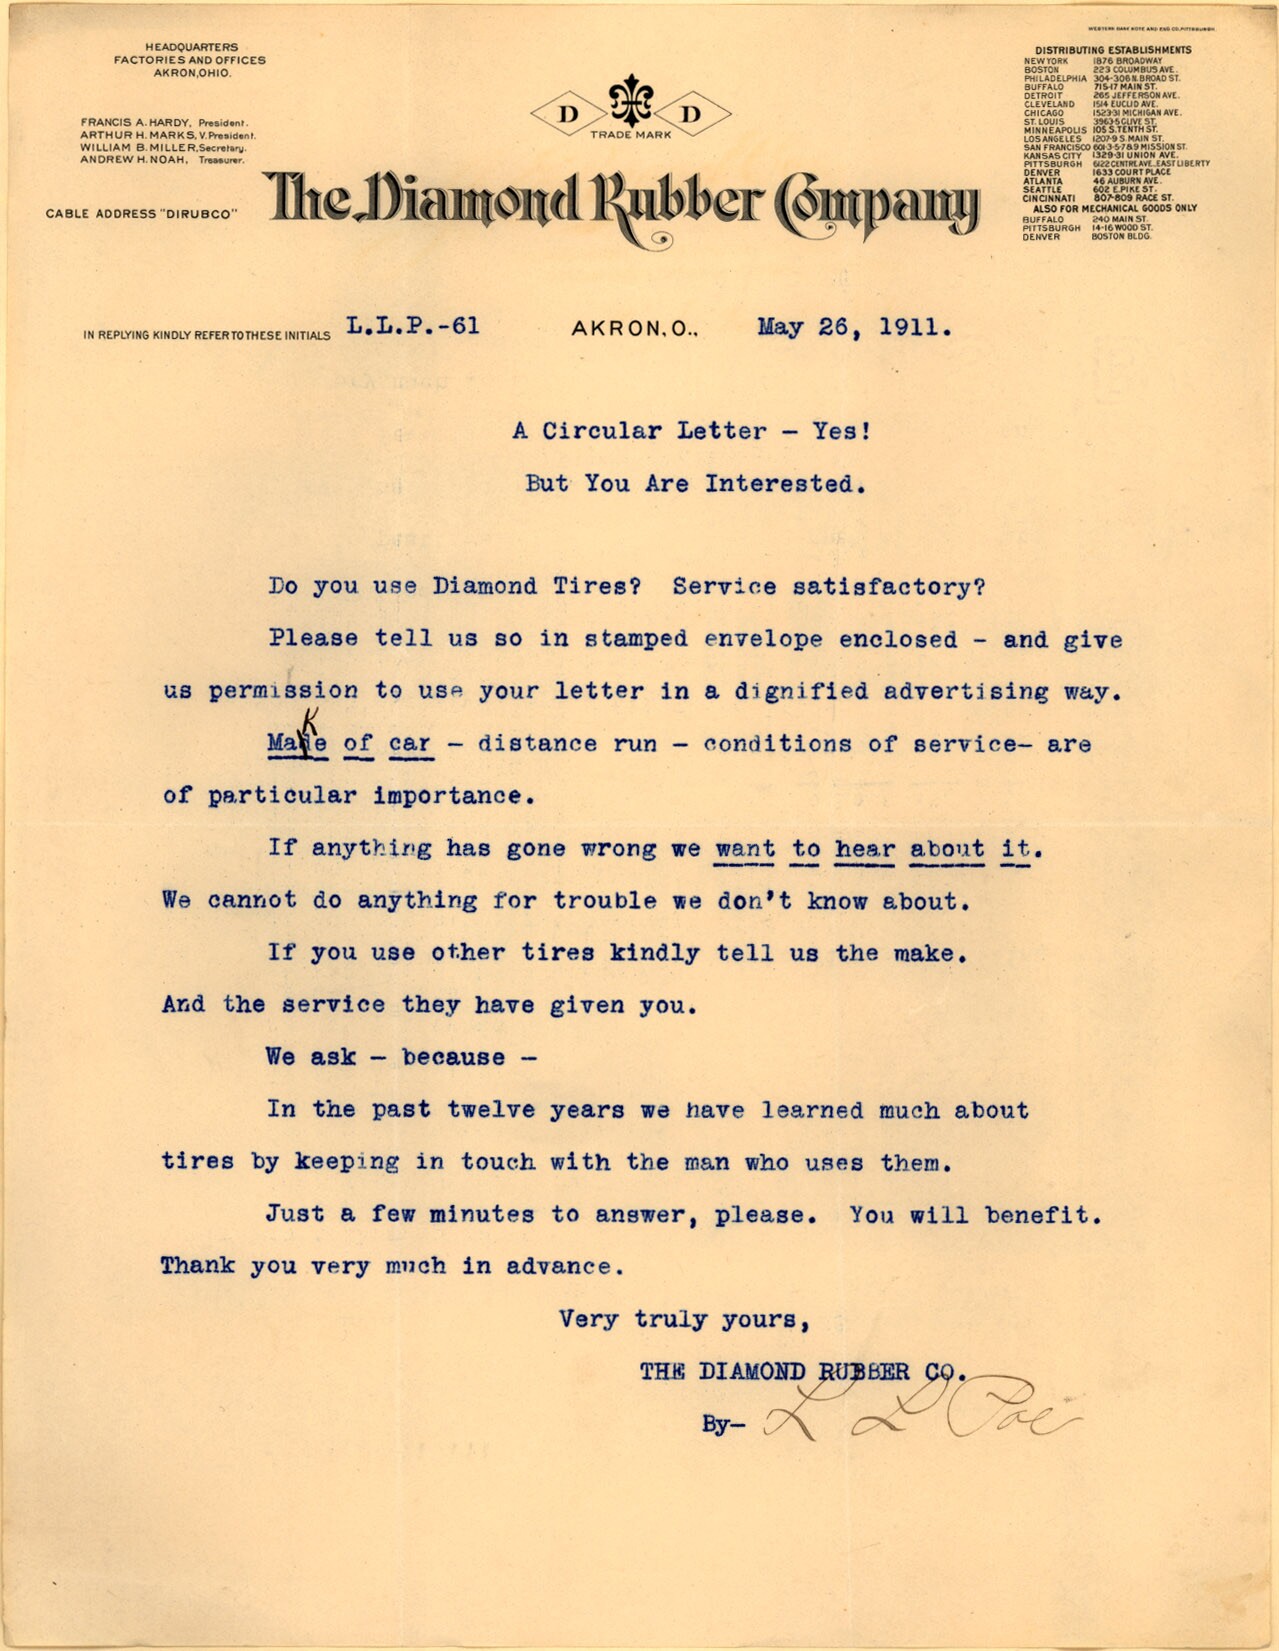 WESTERN BANK NOTE AND ENG CO. PITTSBURGH.
HEADQUARTERS
FACTORIES AND OFFICES
AKRON, OHIO.
FRANCIS A. HARDY, President.
ARTHUR H. MARKS, V. President.
WILLIAM B. MILLER, Secretary.
ANDREW H. NOAH, Treasurer.
CABLE ADDRESS "DIRUBCO"
D D
TRADE MARK
The Diamond Rubber Company
DISTRIBUTING ESTABLISHMENTS
NEW YORK 1876 BROADWAY
BOSTON 223 COLUMBUS AVE.
PHILADELPHIA 304-306 N. BROAD ST.
BUFFALO 715-17 MAIN ST.
DETROIT 265 JEFFERSON AVE.
CLEVELAND 1514 EUCLID AVE.
CHICAGO 1523-31 MICHIGAN AVE.
ST. LOUIS 3963-5 OLIVE ST.
MINNEAPOLIS 105 S. TENTH ST.
LOS ANGELES 1207-9 S. MAIN ST.
SAN FRANCISCO 601-3-5-7-8-9 MISSION ST.
KANSAS CITY 1329-31 UNION AVE.
PITTSBURGH 6122 CENTRE AVE. EAST LIBERTY
DENVER 1633 COURT PLACE
ATLANTA 46 AUBURN AVE.
SEATTLE 602 E. PIKE ST.
CINCINNATI 807-809 RACE ST.
ALSO FOR MECHANICAL GOODS ONLY
BUFFALO 240 MAIN ST.
PITTSBURGH 14-16 WOOD ST.
DENVER BOSTON BLDG.
IN REPLYING KINDLY REFER TO THESE INITIALS L.L.P.-61 AKRON, O., May 26, 1911.
A Circular Letter - Yes!
But You Are Interested.
Do you use Diamond Tires? Service satisfactory?
Please tell us so in stamped envelope enclosed - and give
us permission to use your letter in a dignified advertising way.
Make of car - distance run - conditions of service- are
of particular importance.
If anything has gone wrong we want to hear about it.
We cannot do anything for trouble we don't know about.
If you use other tires kindly tell us the make.
And the service they have given you.
We ask - because -
In the past twelve years we have learned much about
tires by keeping in touch with the man who uses them.
Just a few minutes to answer, please. You will benefit.
Thank you very much in advance.
Very truly yours,
THE DIAMOND RUBBER CO.
By- L L Poe